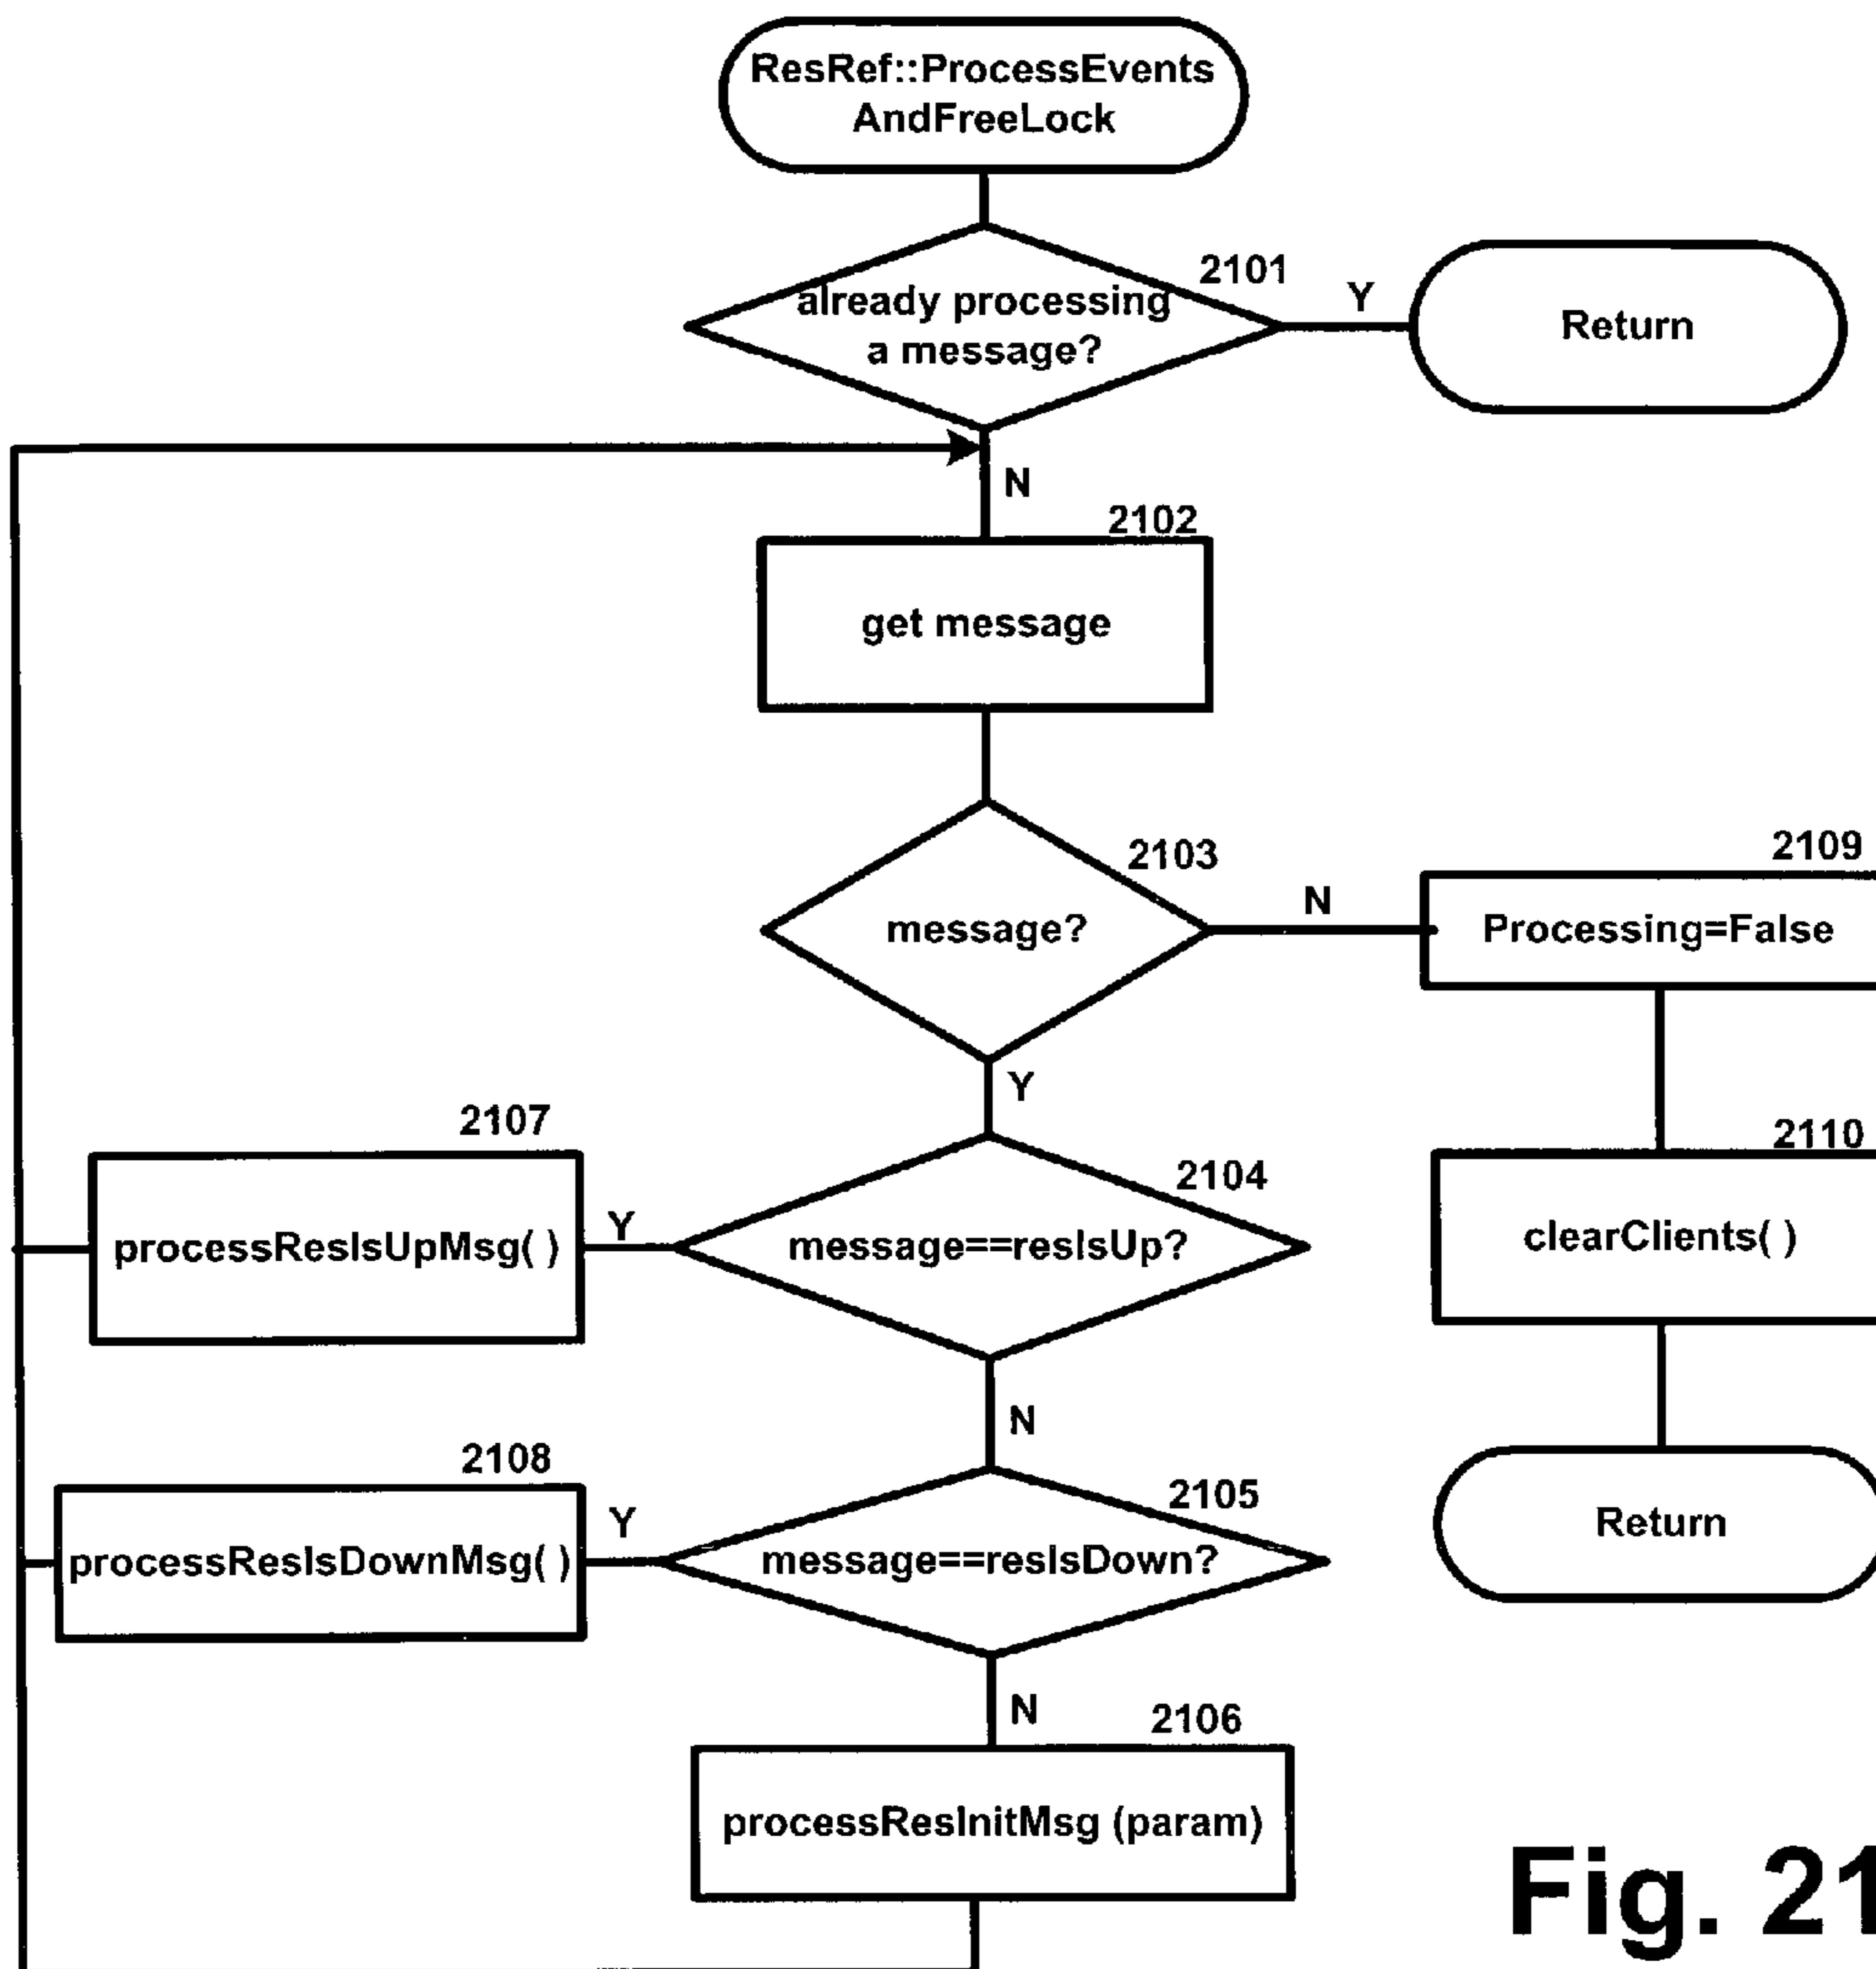 ResRef::ProcessEvents
AndFreeLock
2101
already processing
a message?
Y
Return
N
2102
get message
2103
message?
N
2109
Processing=False
Y
2107
processResIsUpMsg( )
Y
2104
message==resIsUp?
2110
clearClients( )
N
2108
processResIsDownMsg( )
Y
2105
message==resIsDown?
Return
N
2106
processResInitMsg (param)
Fig. 21